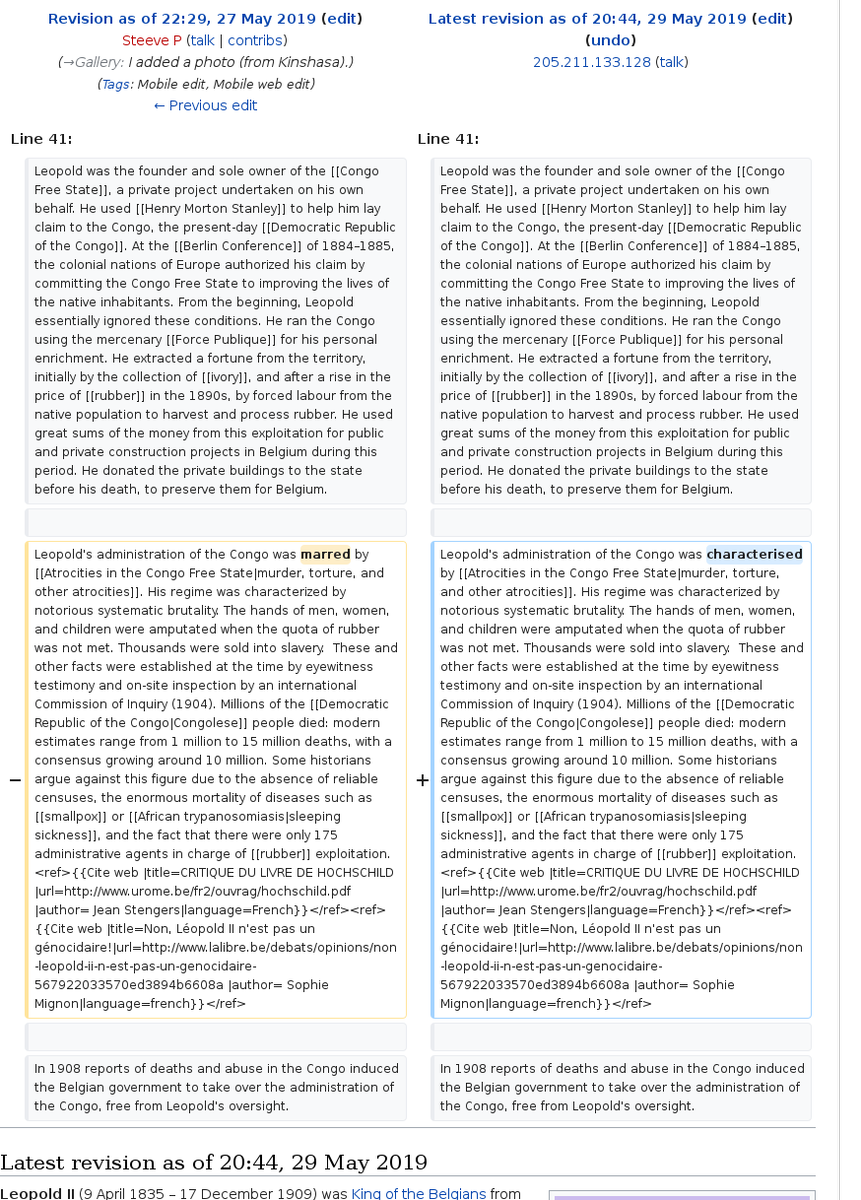 Revision as of 22:29, 27 May 2019 (edit)
Steeve P (talk | contribs)
(→Gallery: I added a photo (from Kinshasa).)
(Tags: Mobile edit, Mobile web edit)
← Previous edit
Latest revision as of 20:44, 29 May 2019 (edit)
(undo)
205.211.133.128 (talk)
Line 41:
Leopold was the founder and sole owner of the [[Congo
Free State]], a private project undertaken on his own
behalf. He used [[Henry Morton Stanley]] to help him lay
claim to the Congo, the present-day [[Democratic Republic
of the Congo]]. At the [[Berlin Conference]] of 1884–1885,
the colonial nations of Europe authorized his claim by
committing the Congo Free State to improving the lives of
the native inhabitants. From the beginning, Leopold
essentially ignored these conditions. He ran the Congo
using the mercenary [[Force Publique]] for his personal
enrichment. He extracted a fortune from the territory,
initially by the collection of [[ivory]], and after a rise in the
price of [[rubber]] in the 1890s, by forced labour from the
native population to harvest and process rubber. He used
great sums of the money from this exploitation for public
and private construction projects in Belgium during this
period. He donated the private buildings to the state
before his death, to preserve them for Belgium.
− Leopold's administration of the Congo was marred by
[[Atrocities in the Congo Free State|murder, torture, and
other atrocities]]. His regime was characterized by
notorious systematic brutality. The hands of men, women,
and children were amputated when the quota of rubber
was not met. Thousands were sold into slavery.  These and
other facts were established at the time by eyewitness
testimony and on-site inspection by an international
Commission of Inquiry (1904). Millions of the [[Democratic
Republic of the Congo|Congolese]] people died: modern
estimates range from 1 million to 15 million deaths, with a
consensus growing around 10 million. Some historians
argue against this figure due to the absence of reliable
censuses, the enormous mortality of diseases such as
[[smallpox]] or [[African trypanosomiasis|sleeping
sickness]], and the fact that there were only 175
administrative agents in charge of [[rubber]] exploitation.
<ref>{{Cite web |title=CRITIQUE DU LIVRE DE HOCHSCHILD
|url=http://www.urome.be/fr2/ouvrag/hochschild.pdf
|author= Jean Stengers|language=French}}</ref><ref>
{{Cite web |title=Non, Léopold II n'est pas un
génocidaire!|url=http://www.lalibre.be/debats/opinions/non
-leopold-ii-n-est-pas-un-genocidaire-
567922033570ed3894b6608a |author= Sophie
Mignon|language=french}}</ref>
In 1908 reports of deaths and abuse in the Congo induced
the Belgian government to take over the administration of
the Congo, free from Leopold's oversight.
Line 41:
Leopold was the founder and sole owner of the [[Congo
Free State]], a private project undertaken on his own
behalf. He used [[Henry Morton Stanley]] to help him lay
claim to the Congo, the present-day [[Democratic Republic
of the Congo]]. At the [[Berlin Conference]] of 1884–1885,
the colonial nations of Europe authorized his claim by
committing the Congo Free State to improving the lives of
the native inhabitants. From the beginning, Leopold
essentially ignored these conditions. He ran the Congo
using the mercenary [[Force Publique]] for his personal
enrichment. He extracted a fortune from the territory,
initially by the collection of [[ivory]], and after a rise in the
price of [[rubber]] in the 1890s, by forced labour from the
native population to harvest and process rubber. He used
great sums of the money from this exploitation for public
and private construction projects in Belgium during this
period. He donated the private buildings to the state
before his death, to preserve them for Belgium.
+ Leopold's administration of the Congo was characterised
by [[Atrocities in the Congo Free State|murder, torture,
and other atrocities]]. His regime was characterized by
notorious systematic brutality. The hands of men, women,
and children were amputated when the quota of rubber
was not met. Thousands were sold into slavery.  These and
other facts were established at the time by eyewitness
testimony and on-site inspection by an international
Commission of Inquiry (1904). Millions of the [[Democratic
Republic of the Congo|Congolese]] people died: modern
estimates range from 1 million to 15 million deaths, with a
consensus growing around 10 million. Some historians
argue against this figure due to the absence of reliable
censuses, the enormous mortality of diseases such as
[[smallpox]] or [[African trypanosomiasis|sleeping
sickness]], and the fact that there were only 175
administrative agents in charge of [[rubber]] exploitation.
<ref>{{Cite web |title=CRITIQUE DU LIVRE DE HOCHSCHILD
|url=http://www.urome.be/fr2/ouvrag/hochschild.pdf
|author= Jean Stengers|language=French}}</ref><ref>
{{Cite web |title=Non, Léopold II n'est pas un
génocidaire!|url=http://www.lalibre.be/debats/opinions/non
-leopold-ii-n-est-pas-un-genocidaire-
567922033570ed3894b6608a |author= Sophie
Mignon|language=french}}</ref>
In 1908 reports of deaths and abuse in the Congo induced
the Belgian government to take over the administration of
the Congo, free from Leopold's oversight.
Latest revision as of 20:44, 29 May 2019
Leopold II (9 April 1835 – 17 December 1909) was King of the Belgians from